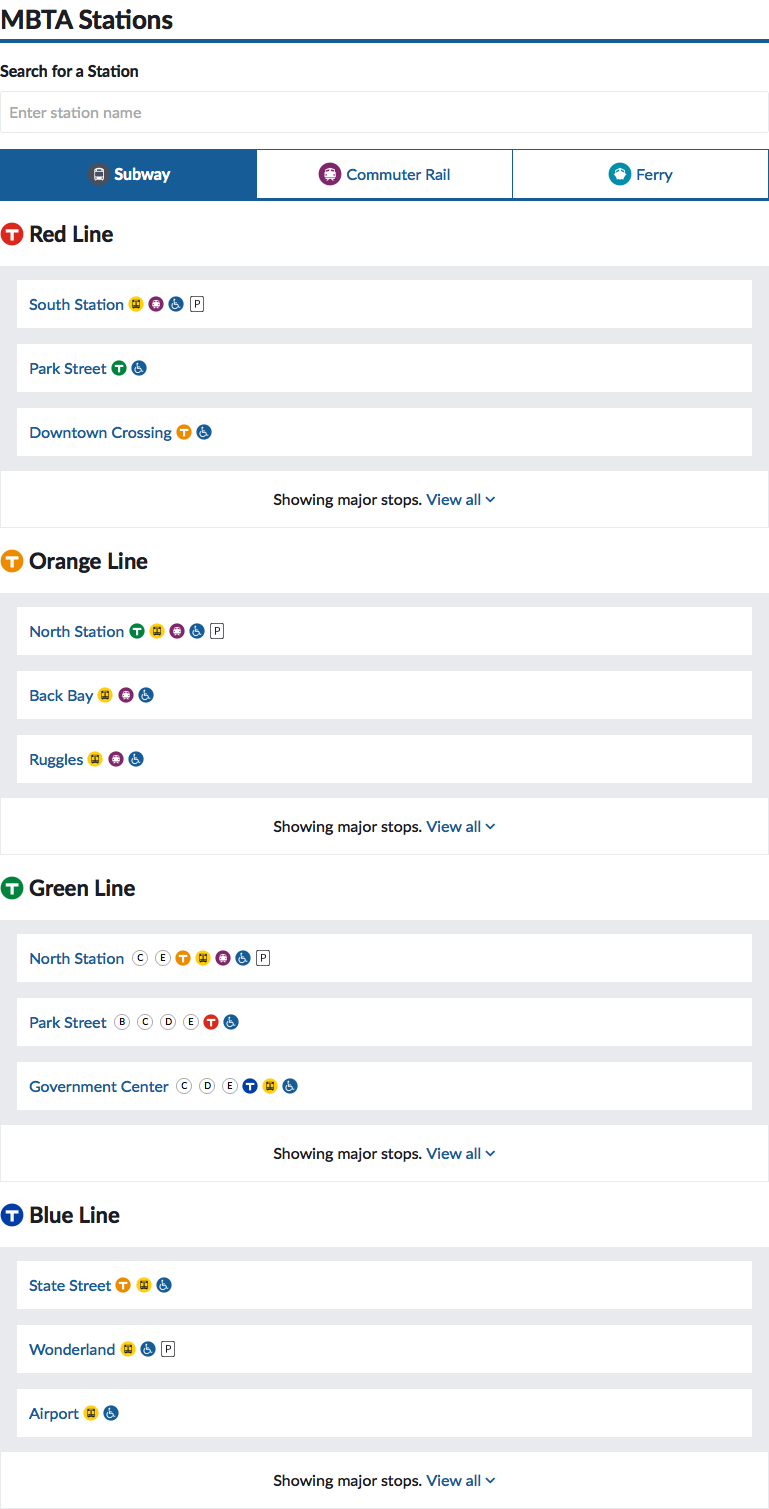 MBTA Stations
Search for a Station
Enter station name
Subway Commuter Rail Ferry
T Red Line
South Station P
Park Street T
Downtown Crossing T
Showing major stops. View all
T Orange Line
North Station T P
Back Bay
Ruggles
Showing major stops. View all
T Green Line
North Station C E T P
Park Street B C D E T
Government Center C D E T
Showing major stops. View all
T Blue Line
State Street T
Wonderland P
Airport
Showing major stops. View all